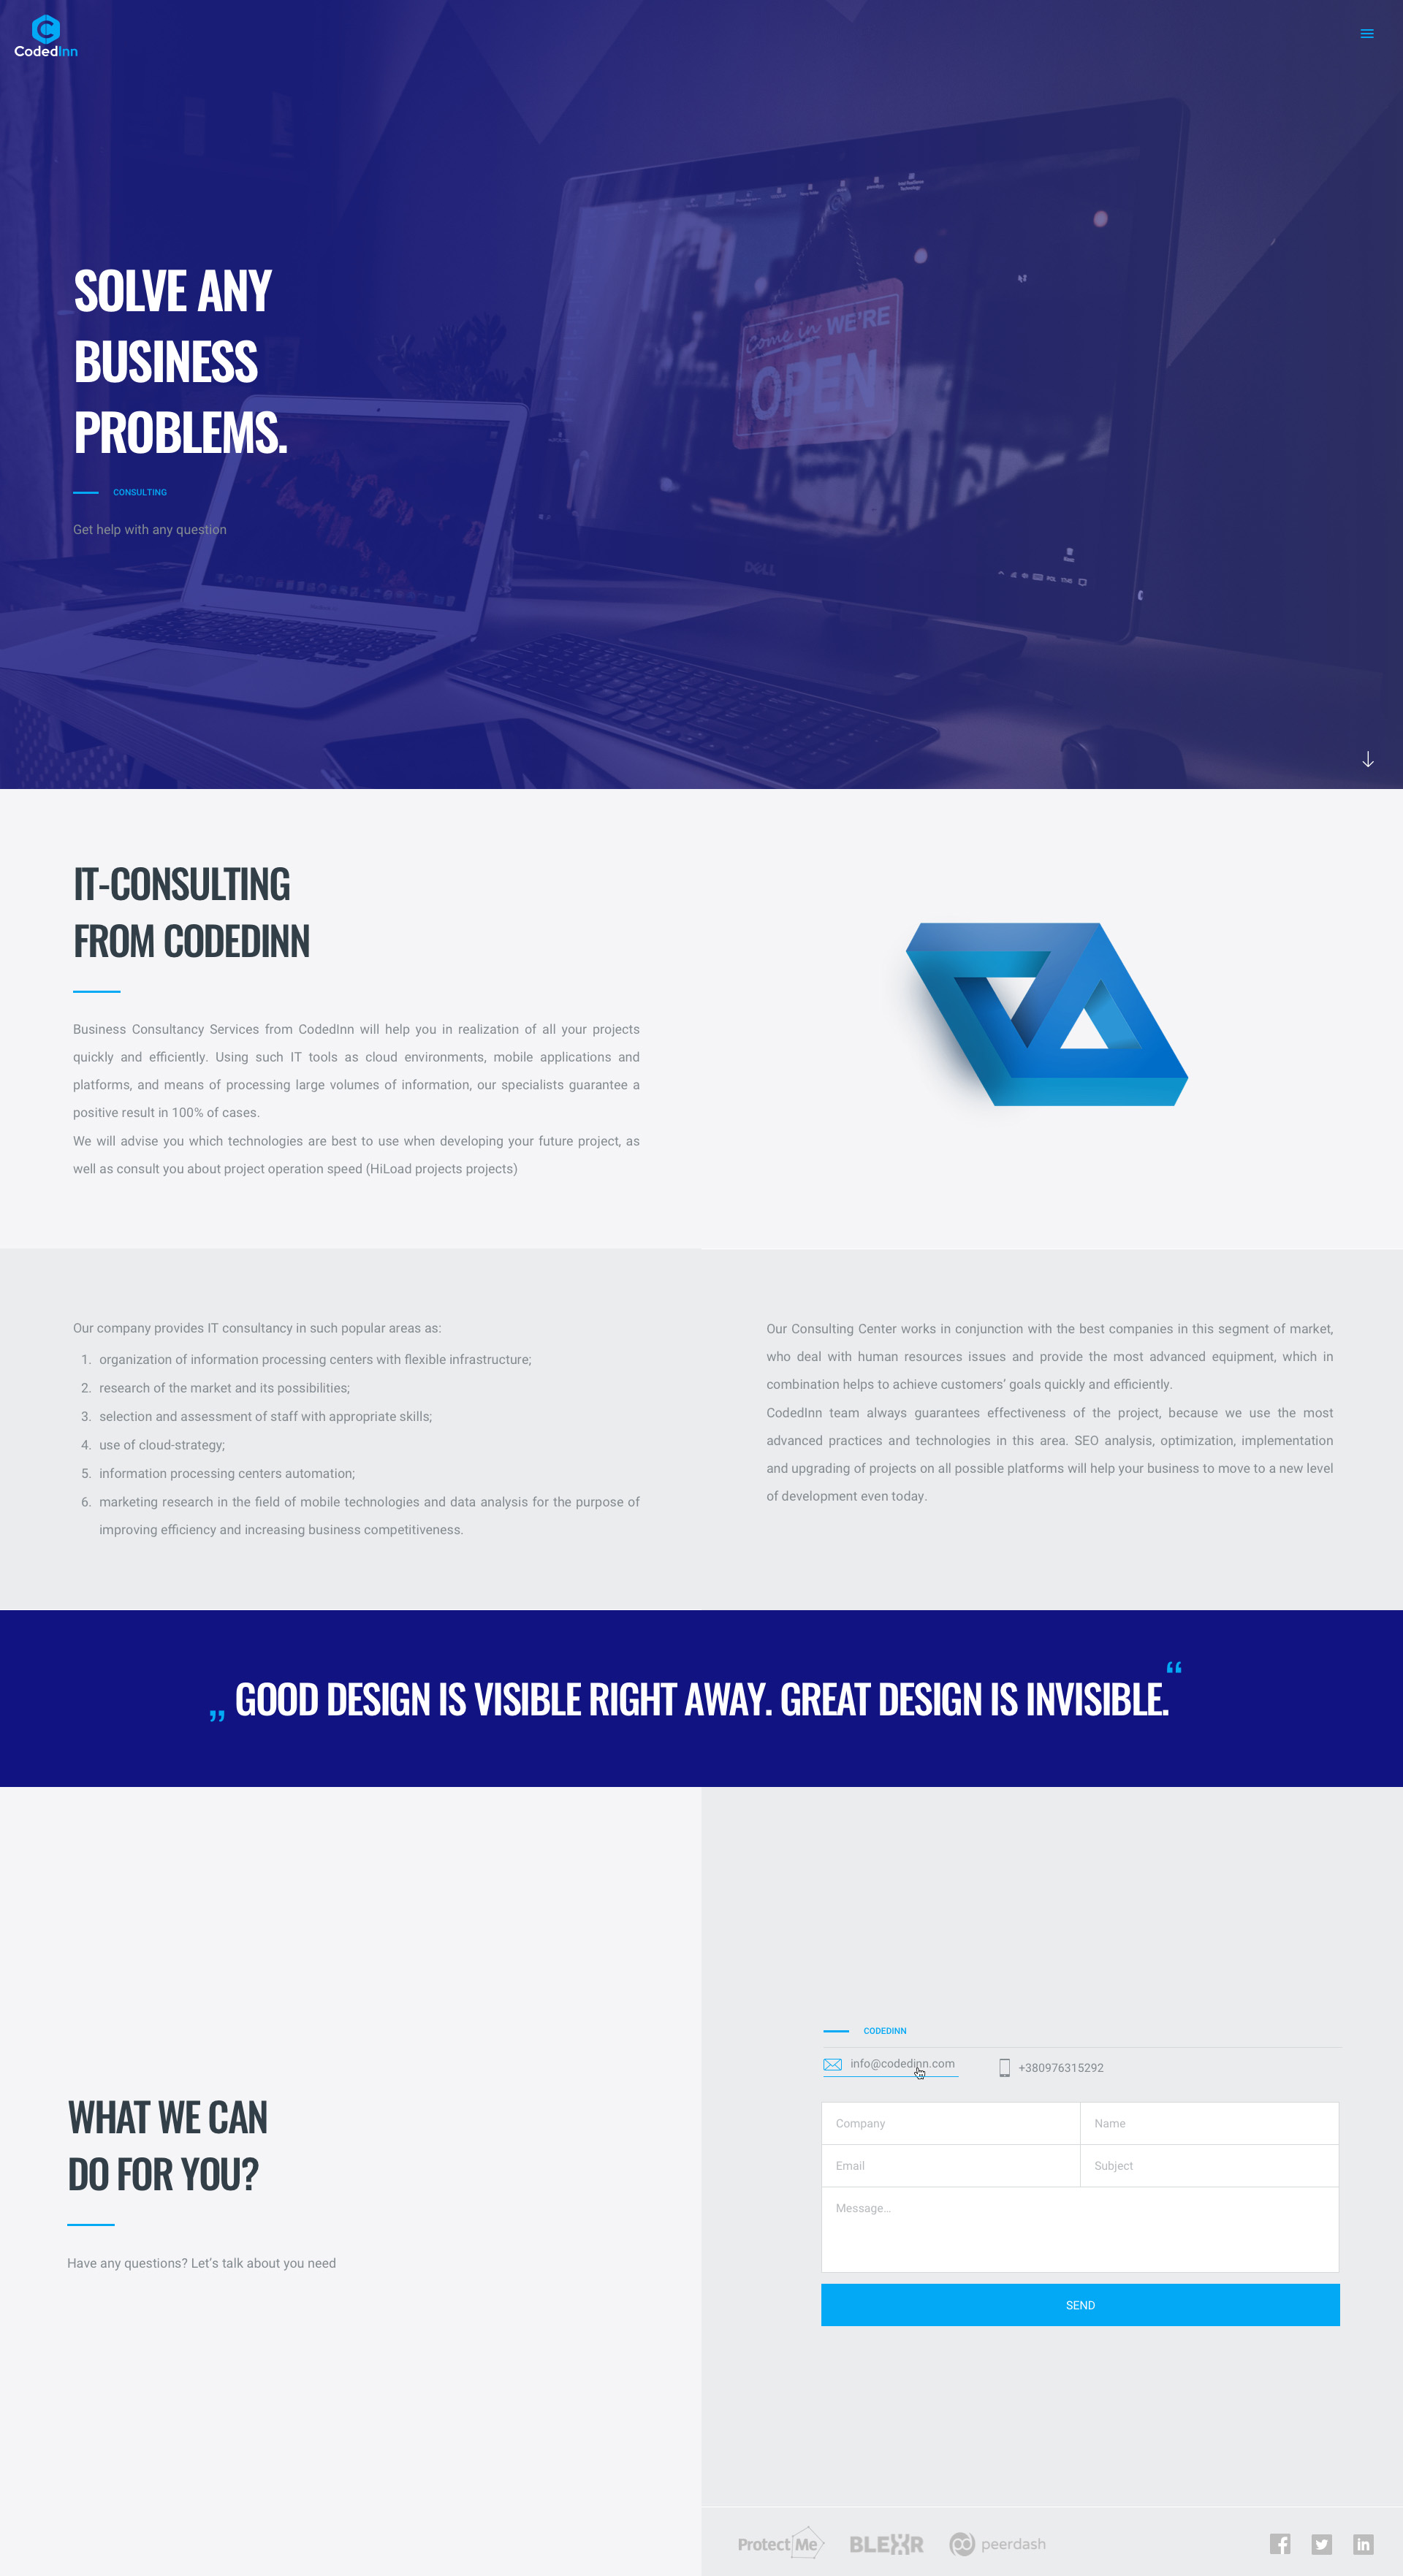 CodedInn
SOLVE ANY
BUSINESS
PROBLEMS.
CONSULTING
Get help with any question
come in WE'RE
OPEN
DELL
IT-CONSULTING
FROM CODEDINN
Business Consultancy Services from CodedInn will help you in realization of all your projects
quickly and efficiently. Using such IT tools as cloud environments, mobile applications and
platforms, and means of processing large volumes of information, our specialists guarantee a
positive result in 100% of cases.
We will advise you which technologies are best to use when developing your future project, as
well as consult you about project operation speed (HiLoad projects projects)
Our company provides IT consultancy in such popular areas as:
1. organization of information processing centers with flexible infrastructure;
2. research of the market and its possibilities;
3. selection and assessment of staff with appropriate skills;
4. use of cloud-strategy;
5. information processing centers automation;
6. marketing research in the field of mobile technologies and data analysis for the purpose of
improving efficiency and increasing business competitiveness.
Our Consulting Center works in conjunction with the best companies in this segment of market,
who deal with human resources issues and provide the most advanced equipment, which in
combination helps to achieve customers' goals quickly and efficiently.
CodedInn team always guarantees effectiveness of the project, because we use the most
advanced practices and technologies in this area. SEO analysis, optimization, implementation
and upgrading of projects on all possible platforms will help your business to move to a new level
of development even today.
„ GOOD DESIGN IS VISIBLE RIGHT AWAY. GREAT DESIGN IS INVISIBLE. “
WHAT WE CAN
DO FOR YOU?
Have any questions? Let's talk about you need
CODEDINN
info@codedinn.com
+380976315292
Company
Name
Email
Subject
Message...
SEND
ProtectMe
BLEXR
peerdash